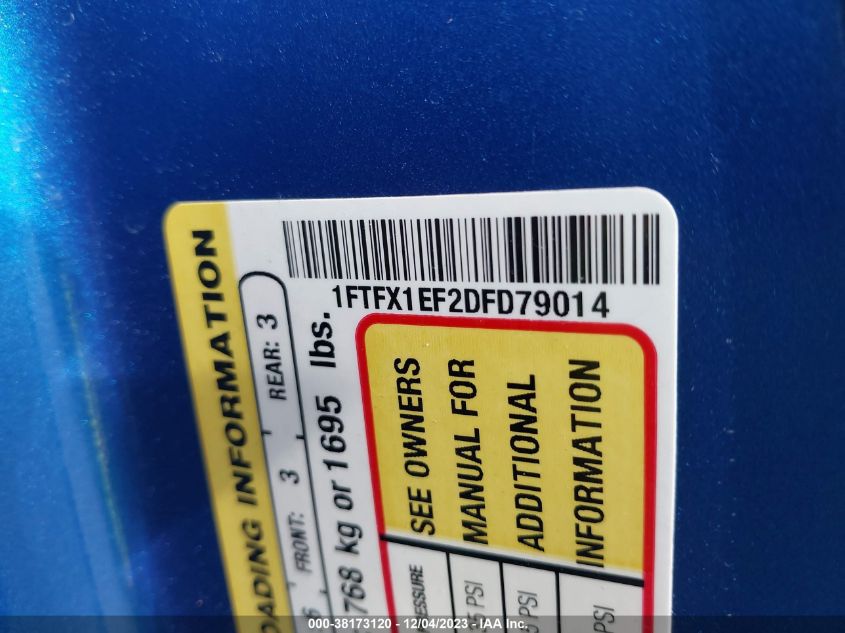 1FTFX1EF2DFD79014
LOADING INFORMATION
FRONT: 3 REAR: 3
768 kg or 1695 lbs.
SEE OWNERS
MANUAL FOR
ADDITIONAL
INFORMATION
PSI
PSI
PSI
000-38173120 - 12/04/2023 - IAA Inc.